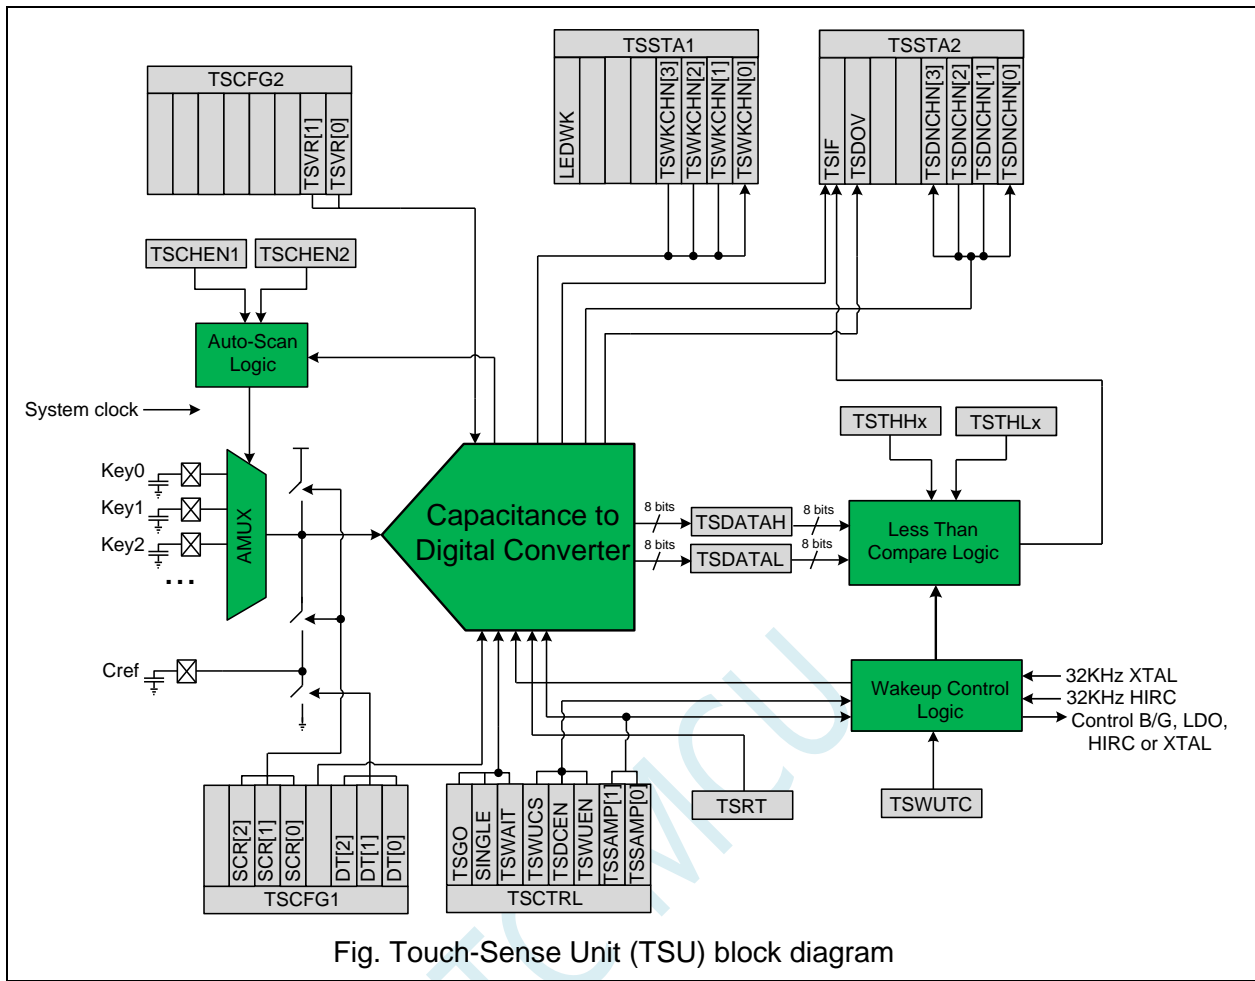 TSSTA1
TSSTA2
TSCFG2
TSVR[1]
TSVR[0]
LEDWK
TSWKCHN[3]
TSWKCHN[2]
TSWKCHN[1]
TSWKCHN[0]
TSIF
TSDOV
TSDNCHN[3]
TSDNCHN[2]
TSDNCHN[1]
TSDNCHN[0]
TSCHEN1
TSCHEN2
Auto-Scan
Logic
System clock
TSTHHx
TSTHLx
Key0
Key1
Key2
...
AMUX
Capacitance to
Digital Converter
8 bits
TSDATAH
8 bits
8 bits
TSDATAL
8 bits
Less Than
Compare Logic
Cref
Wakeup Control
Logic
32KHz XTAL
32KHz HIRC
Control B/G, LDO,
HIRC or XTAL
SCR[2]
SCR[1]
SCR[0]
DT[2]
DT[1]
DT[0]
TSCFG1
TSGO
SINGLE
TSWAIT
TSWUCS
TSDCEN
TSWUEN
TSSAMP[1]
TSSAMP[0]
TSCTRL
TSRT
TSWUTC
Fig. Touch-Sense Unit (TSU) block diagram
MCU